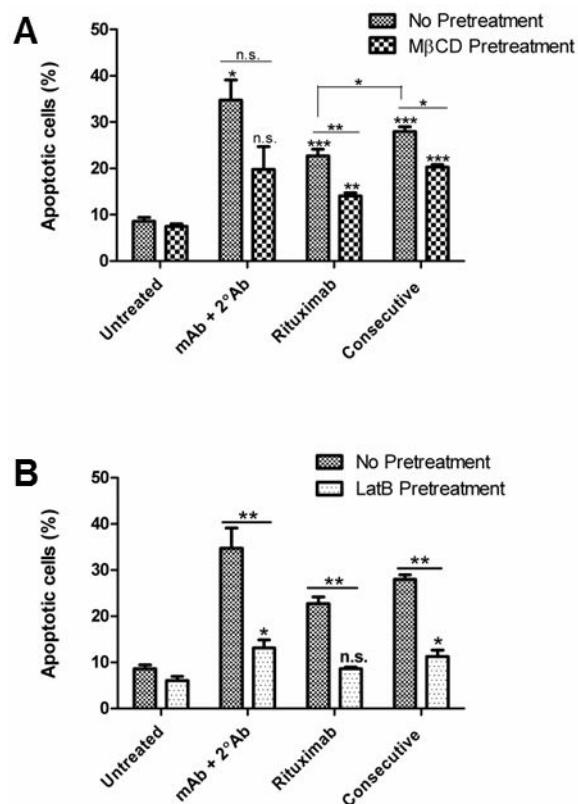 A
No Pretreatment
MβCD Pretreatment
Apoptotic cells (%)
50
40
30
20
10
0
n.s.
*
n.s.
*
**
***
**
*
***
***
Untreated
mAb + 2°Ab
Rituximab
Consecutive
B
No Pretreatment
LatB Pretreatment
Apoptotic cells (%)
50
40
30
20
10
0
**
*
**
n.s.
**
*
Untreated
mAb + 2°Ab
Rituximab
Consecutive